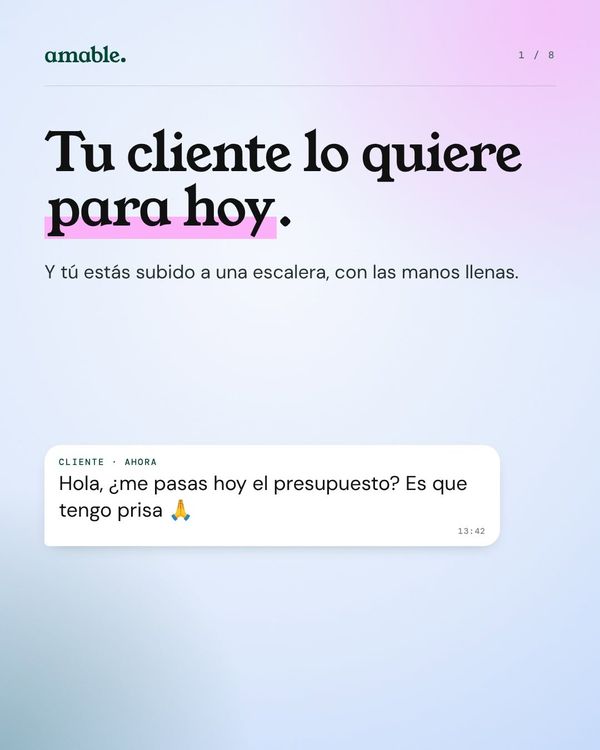 amable.
1 / 8
Tu cliente lo quiere
para hoy.
Y tú estás subido a una escalera, con las manos llenas.
CLIENTE · AHORA
Hola, ¿me pasas hoy el presupuesto? Es que
tengo prisa 🙏
13:42